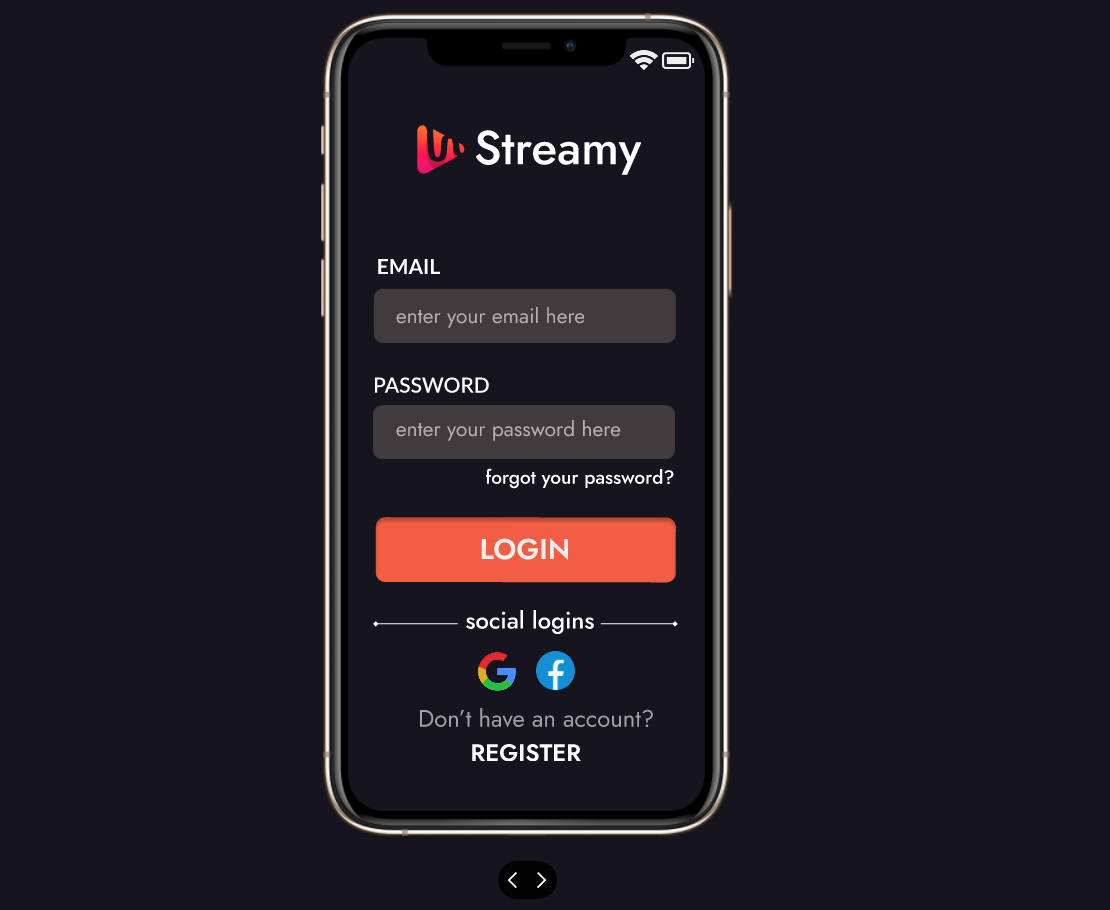 Streamy
EMAIL
enter your email here
PASSWORD
enter your password here
forgot your password?
LOGIN
social logins
Don't have an account?
REGISTER